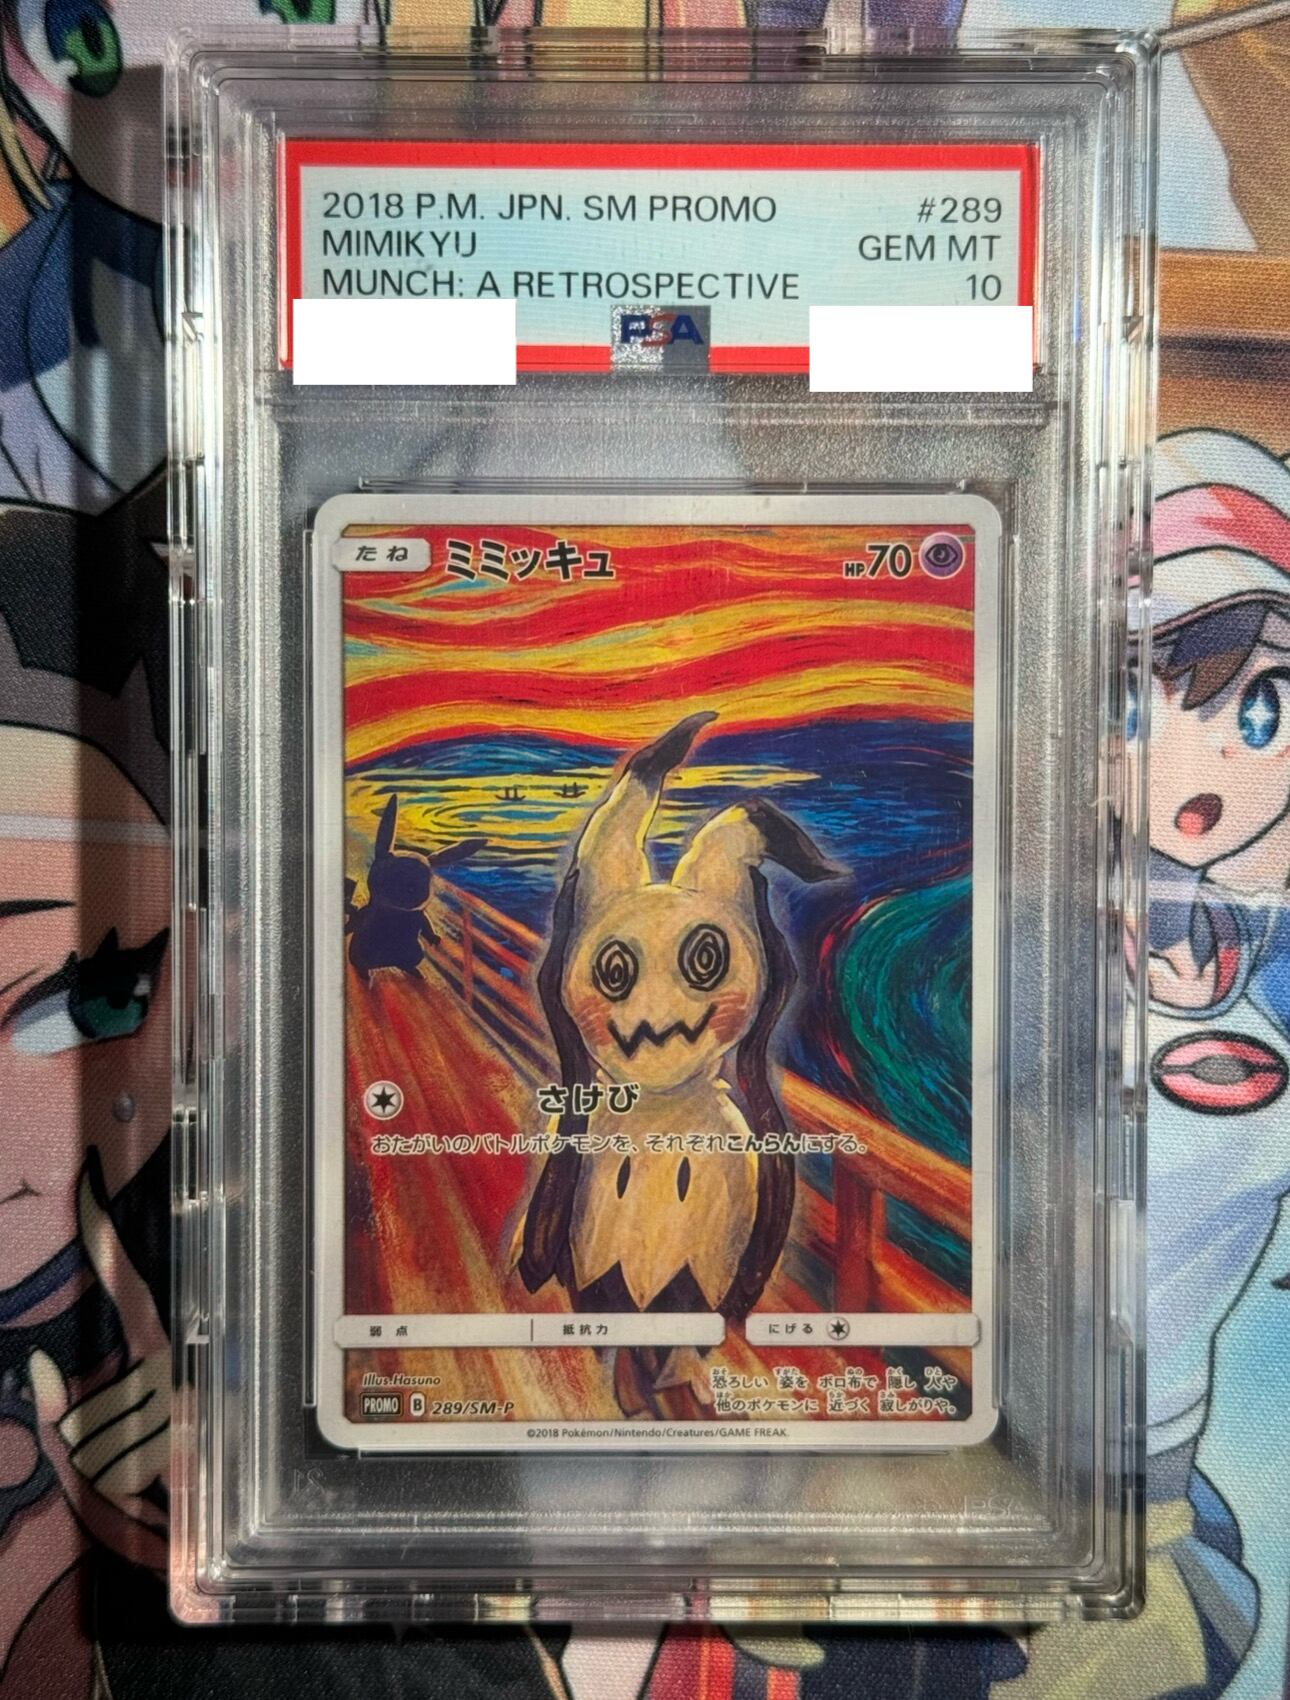 2018 P.M. JPN. SM PROMO #289
MIMIKYU GEM MT
MUNCH: A RETROSPECTIVE 10
PSA
たね ミミッキュ HP70
さけび
おたがいのバトルポケモンを、それぞれこんらんにする。
弱点 抵抗力 にげる
Illus.Hasuno
恐ろしい 姿を ボロ布で 隠し 人や
PROMO B 289/SM-P
他のポケモンに 近づく 寂しがりや。
©2018 Pokémon/Nintendo/Creatures/GAME FREAK.